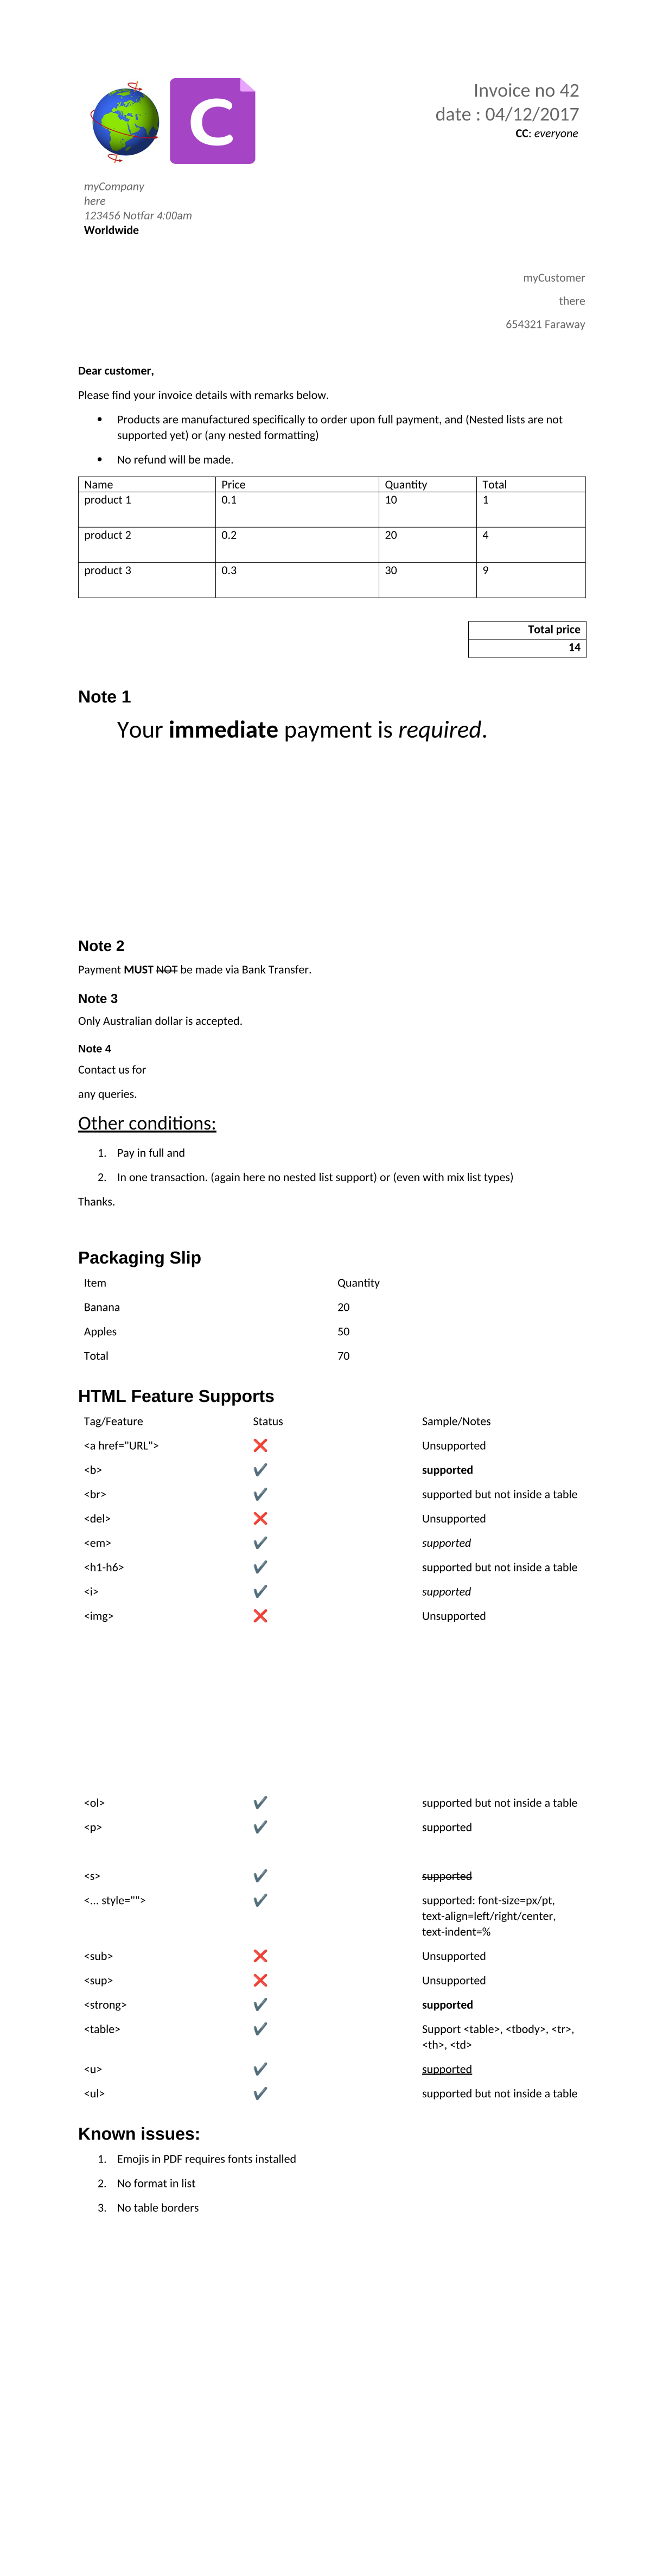 C
Invoice no 42
date : 04/12/2017
CC: everyone
myCompany
here
123456 Notfar 4:00am
Worldwide
myCustomer
there
654321 Faraway
Dear customer,
Please find your invoice details with remarks below.
• Products are manufactured specifically to order upon full payment, and (Nested lists are not
supported yet) or (any nested formatting)
• No refund will be made.
Name Price Quantity Total
product 1 0.1 10 1
product 2 0.2 20 4
product 3 0.3 30 9
Total price
14
Note 1
Your immediate payment is required.
Note 2
Payment MUST NOT be made via Bank Transfer.
Note 3
Only Australian dollar is accepted.
Note 4
Contact us for
any queries.
Other conditions:
1. Pay in full and
2. In one transaction. (again here no nested list support) or (even with mix list types)
Thanks.
Packaging Slip
Item Quantity
Banana 20
Apples 50
Total 70
HTML Feature Supports
Tag/Feature Status Sample/Notes
<a href="URL"> ❌ Unsupported
<b> ✔ supported
<br> ✔ supported but not inside a table
<del> ❌ Unsupported
<em> ✔ supported
<h1-h6> ✔ supported but not inside a table
<i> ✔ supported
<img> ❌ Unsupported
<ol> ✔ supported but not inside a table
<p> ✔ supported
<s> ✔ supported
<... style=""> ✔ supported: font-size=px/pt,
text-align=left/right/center,
text-indent=%
<sub> ❌ Unsupported
<sup> ❌ Unsupported
<strong> ✔ supported
<table> ✔ Support <table>, <tbody>, <tr>,
<th>, <td>
<u> ✔ supported
<ul> ✔ supported but not inside a table
Known issues:
1. Emojis in PDF requires fonts installed
2. No format in list
3. No table borders